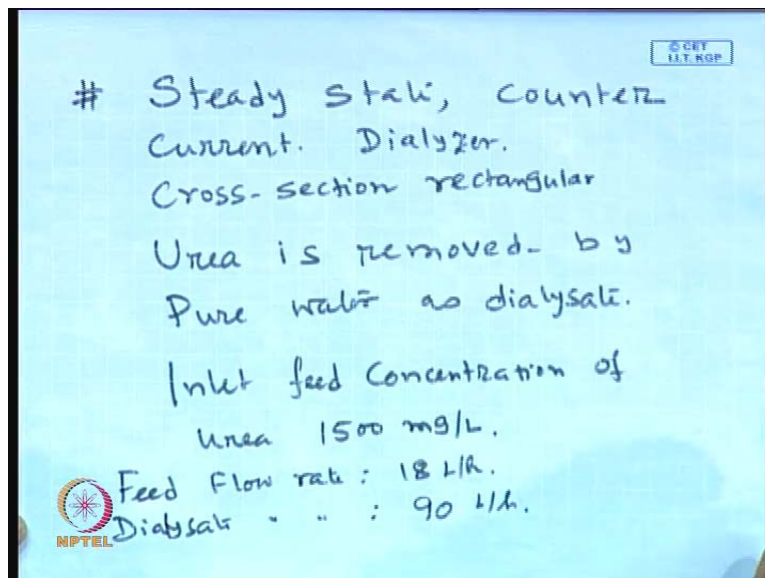 © CET
I.I.T. KGP
# Steady State, Counter
Current. Dialyzer.
Cross-section rectangular
Urea is removed by
Pure water as dialysate.
Inlet feed Concentration of
urea 1500 mg/L.
Feed Flow rate : 18 L/h.
Dialysate " " : 90 L/h.
NPTEL